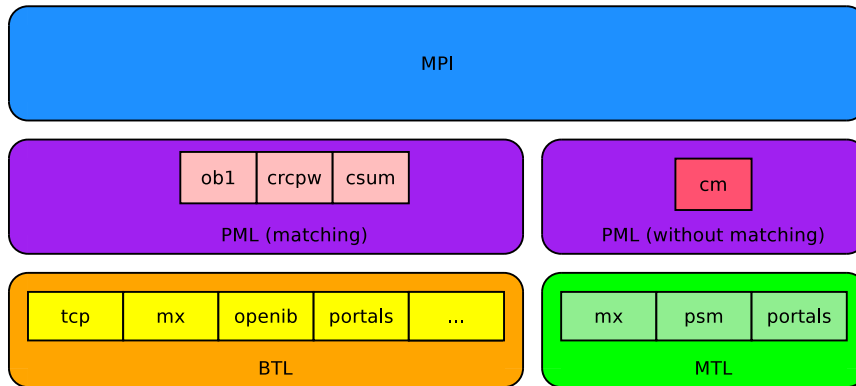 MPI
ob1 crcpw csum cm
PML (matching) PML (without matching)
tcp mx openib portals ... mx psm portals
BTL MTL